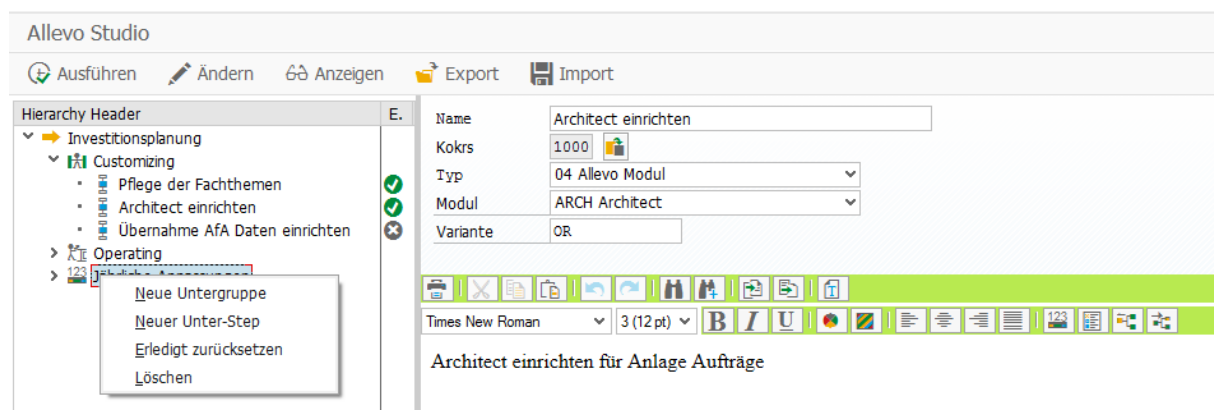 Allevo Studio
Ausführen Ändern Anzeigen Export Import
Hierarchy Header E.
Investitionsplanung
Customizing
Pflege der Fachthemen
Architect einrichten
Übernahme AfA Daten einrichten
Operating
123
Neue Untergruppe
Neuer Unter-Step
Erledigt zurücksetzen
Löschen
Name Architect einrichten
Kokrs 1000
Typ 04 Allevo Modul
Modul ARCH Architect
Variante OR
Times New Roman 3 (12 pt) B I U 123
Architect einrichten für Anlage Aufträge